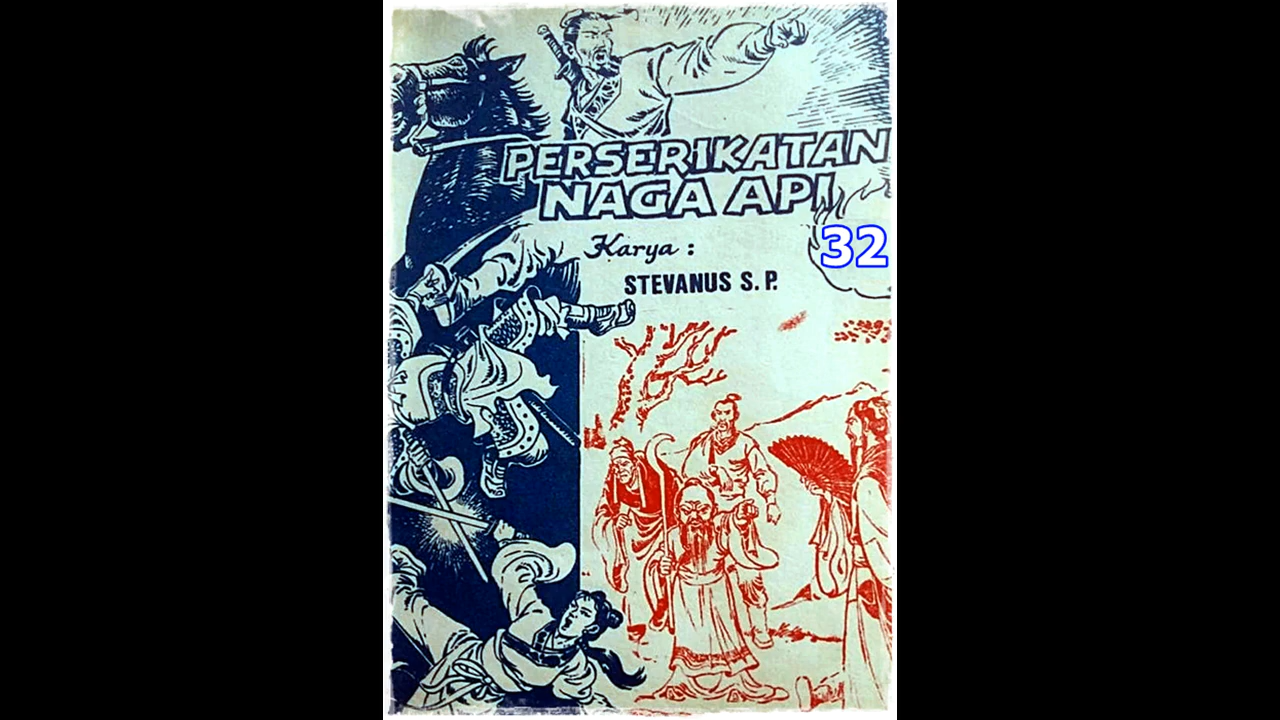 PERSERIKATAN
NAGA API
32
Karya :
STEVANUS S. P.